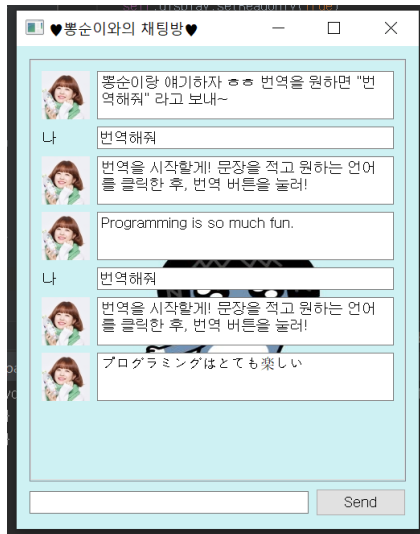 self.display.setReadOnly(True)
♥뽕순이와의 채팅방♥
뽕순이랑 얘기하자 ㅎㅎ 번역을 원하면 "번
역해줘" 라고 보내~
나
번역해줘
번역을 시작할게! 문장을 적고 원하는 언어
를 클릭한 후, 번역 버튼을 눌러!
Programming is so much fun.
나
번역해줘
번역을 시작할게! 문장을 적고 원하는 언어
를 클릭한 후, 번역 버튼을 눌러!
プログラミングはとても楽しい
Send